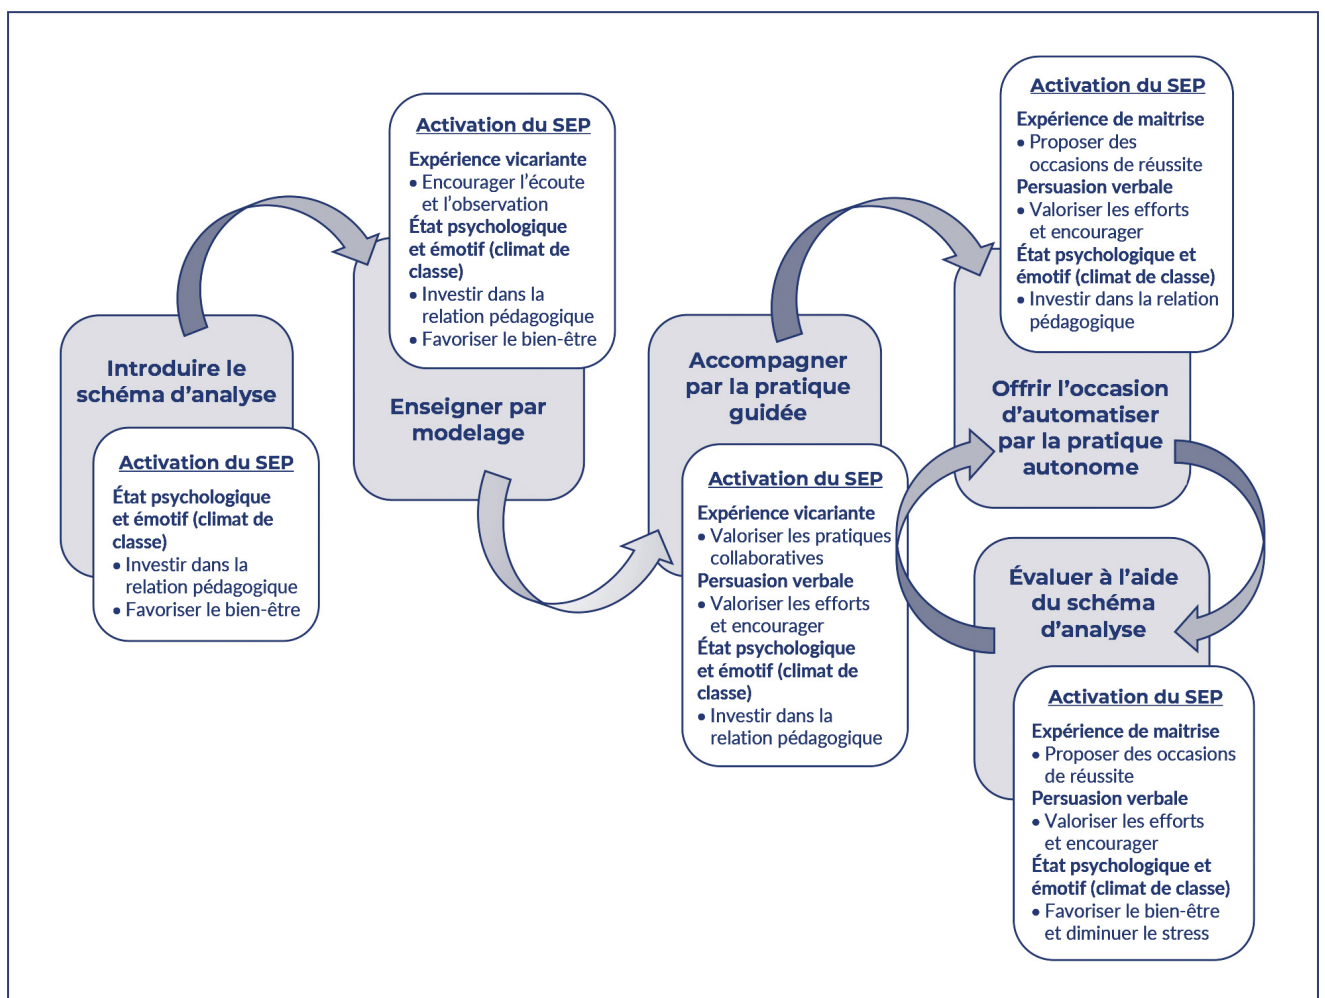 Introduire le
schéma d'analyse
Activation du SEP
État psychologique
et émotif (climat de
classe)
• Investir dans la
relation pédagogique
• Favoriser le bien-être
Activation du SEP
Expérience vicariante
• Encourager l'écoute
et l'observation
État psychologique
et émotif (climat de
classe)
• Investir dans la
relation pédagogique
• Favoriser le bien-être
Enseigner par
modelage
Accompagner
par la pratique
guidée
Activation du SEP
Expérience vicariante
• Valoriser les pratiques
collaboratives
Persuasion verbale
• Valoriser les efforts
et encourager
État psychologique
et émotif (climat de
classe)
• Investir dans la
relation pédagogique
Activation du SEP
Expérience de maitrise
• Proposer des
occasions de réussite
Persuasion verbale
• Valoriser les efforts
et encourager
État psychologique et
émotif (climat de classe)
• Investir dans la relation
pédagogique
Offrir l'occasion
d'automatiser
par la pratique
autonome
Évaluer à l'aide
du schéma
d'analyse
Activation du SEP
Expérience de maitrise
• Proposer des occasions
de réussite
Persuasion verbale
• Valoriser les efforts
et encourager
État psychologique et
émotif (climat de classe)
• Favoriser le bien-être
et diminuer le stress